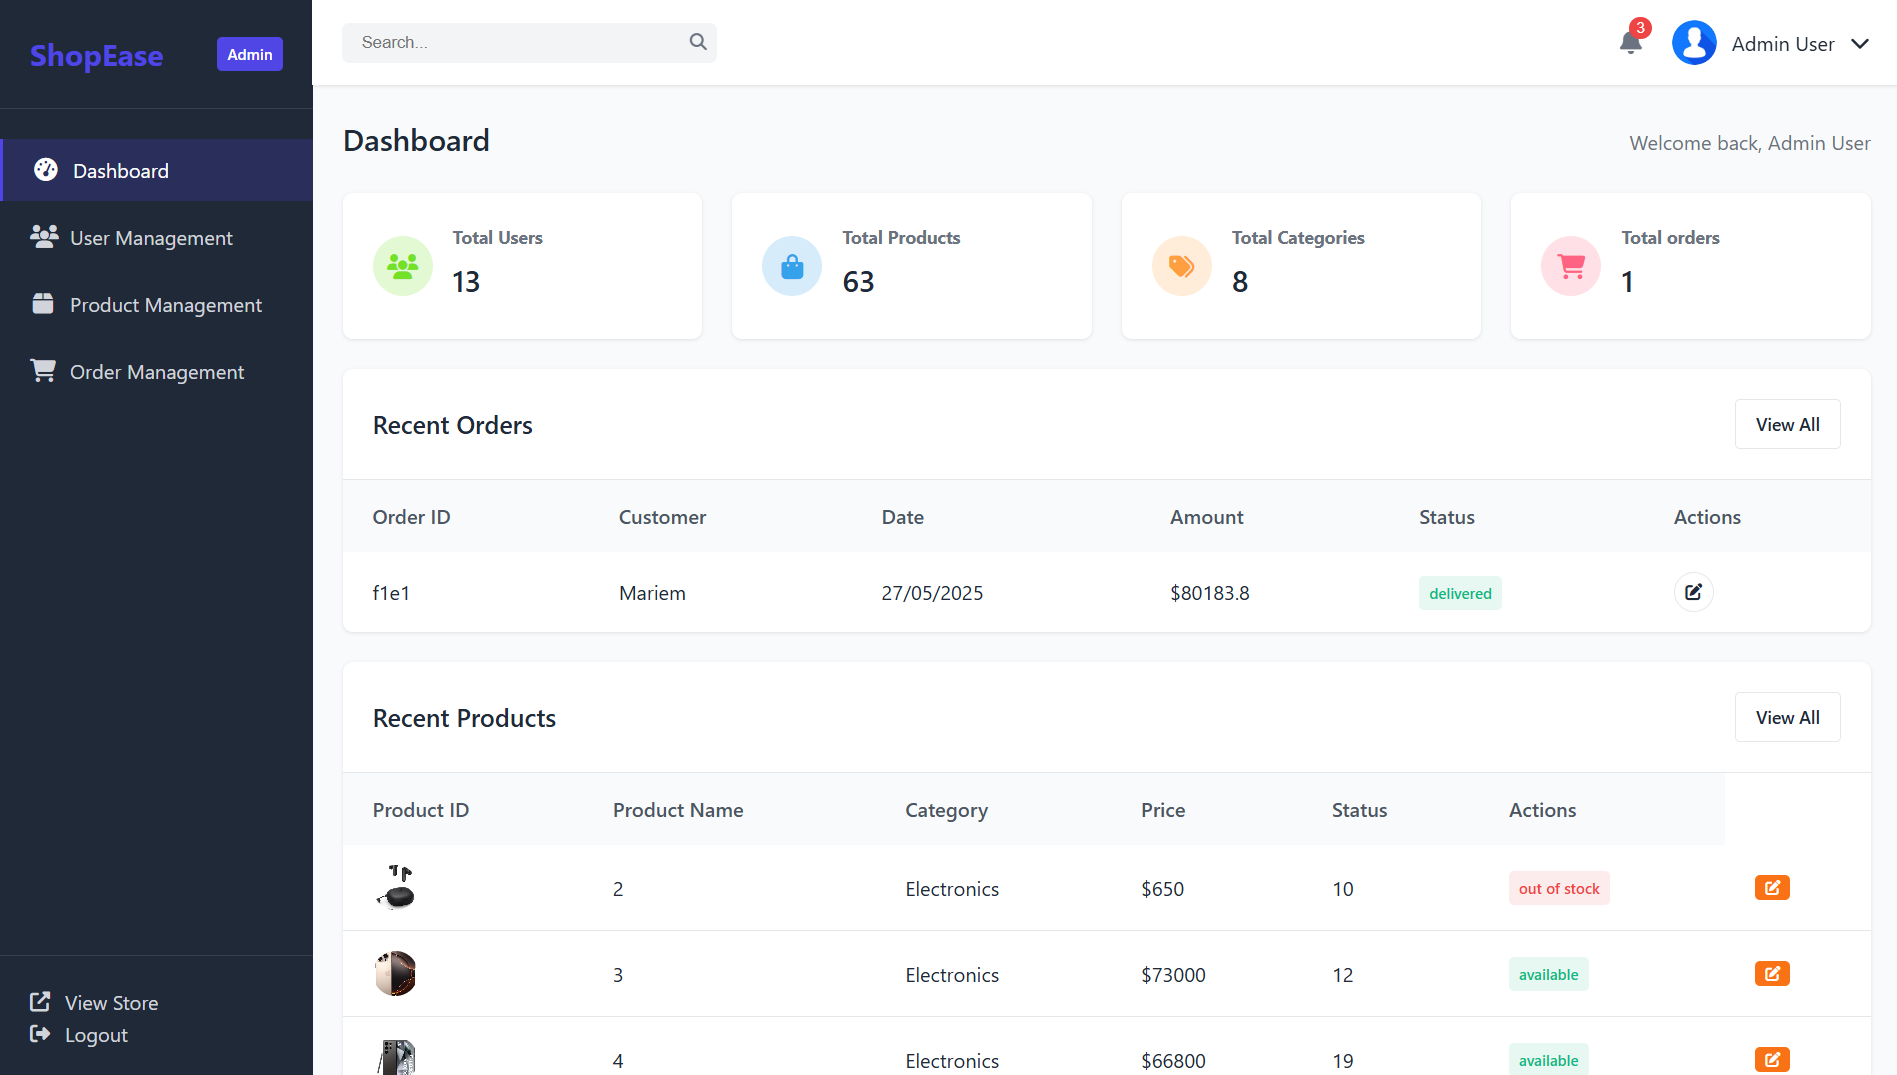 ShopEase Admin
Search...
3
Admin User
Dashboard
User Management
Product Management
Order Management
View Store
Logout
Dashboard
Welcome back, Admin User
Total Users
13
Total Products
63
Total Categories
8
Total orders
1
Recent Orders
View All
Order ID Customer Date Amount Status Actions
f1e1 Mariem 27/05/2025 $80183.8 delivered
Recent Products
View All
Product ID Product Name Category Price Status Actions
2 Electronics $650 10 out of stock
3 Electronics $73000 12 available
4 Electronics $66800 19 available